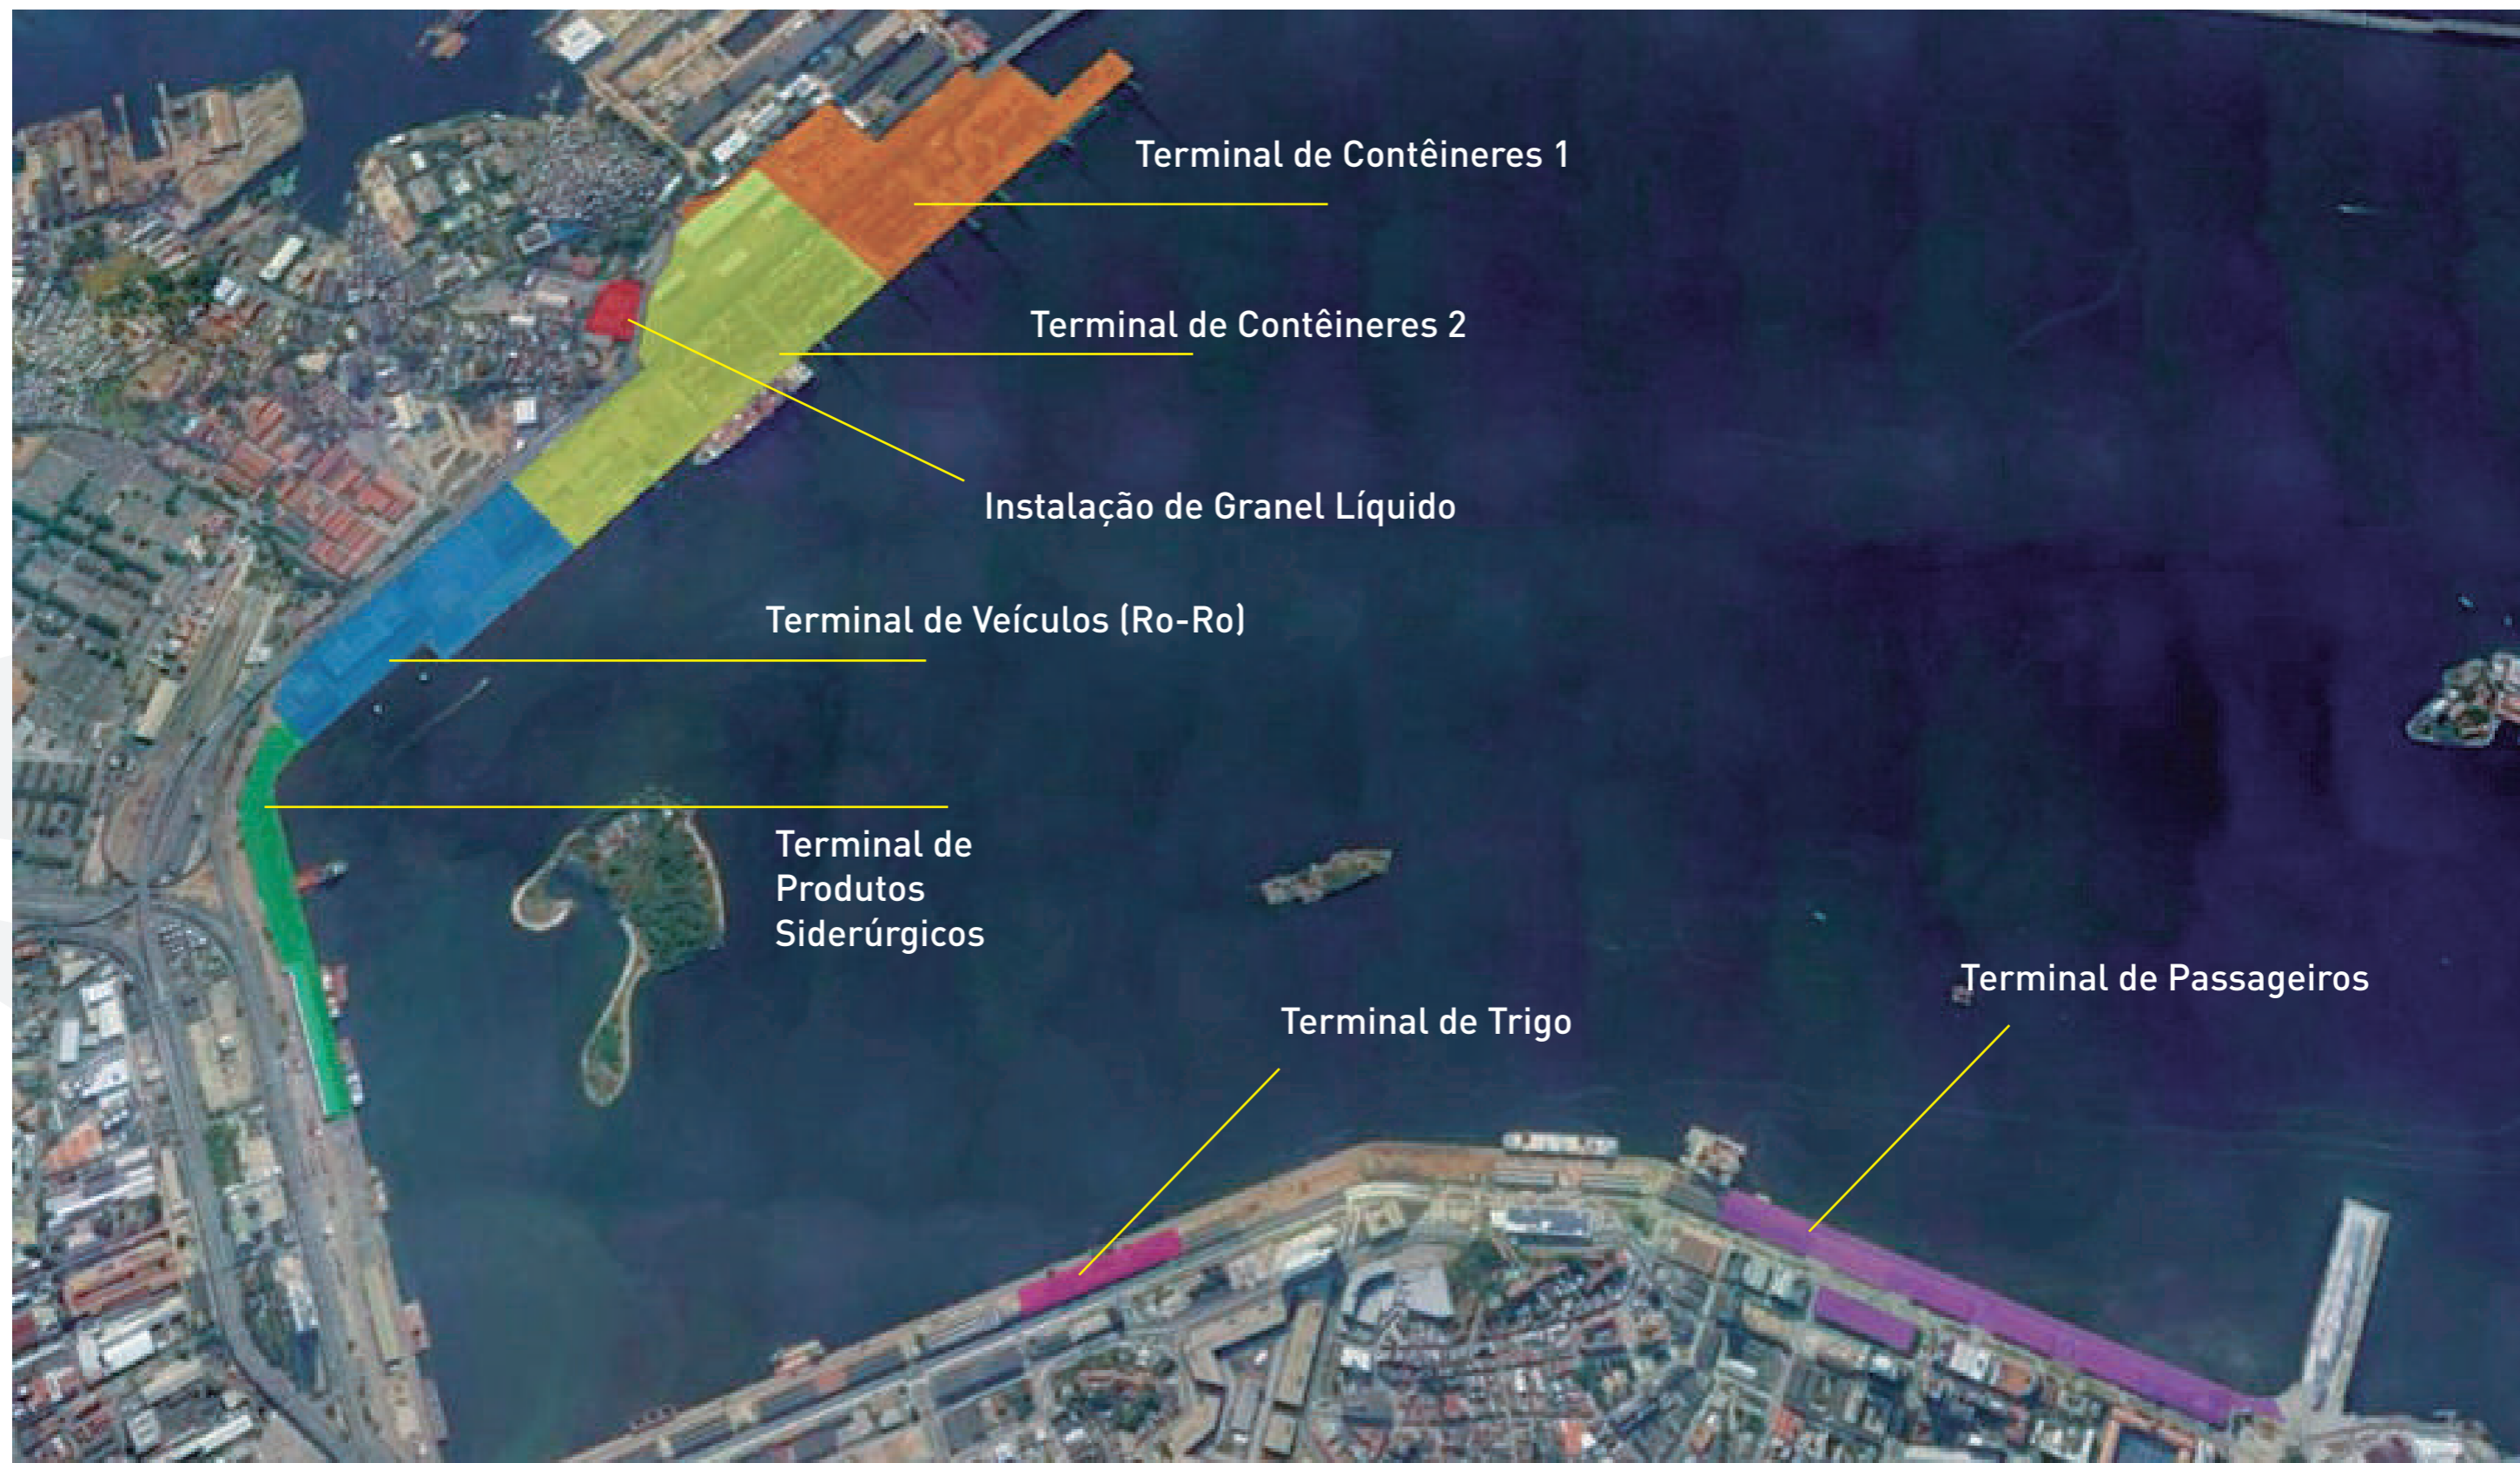 Terminal de Contêineres 1
Terminal de Contêineres 2
Instalação de Granel Líquido
Terminal de Veículos (Ro-Ro)
Terminal de
Produtos
Siderúrgicos
Terminal de Passageiros
Terminal de Trigo